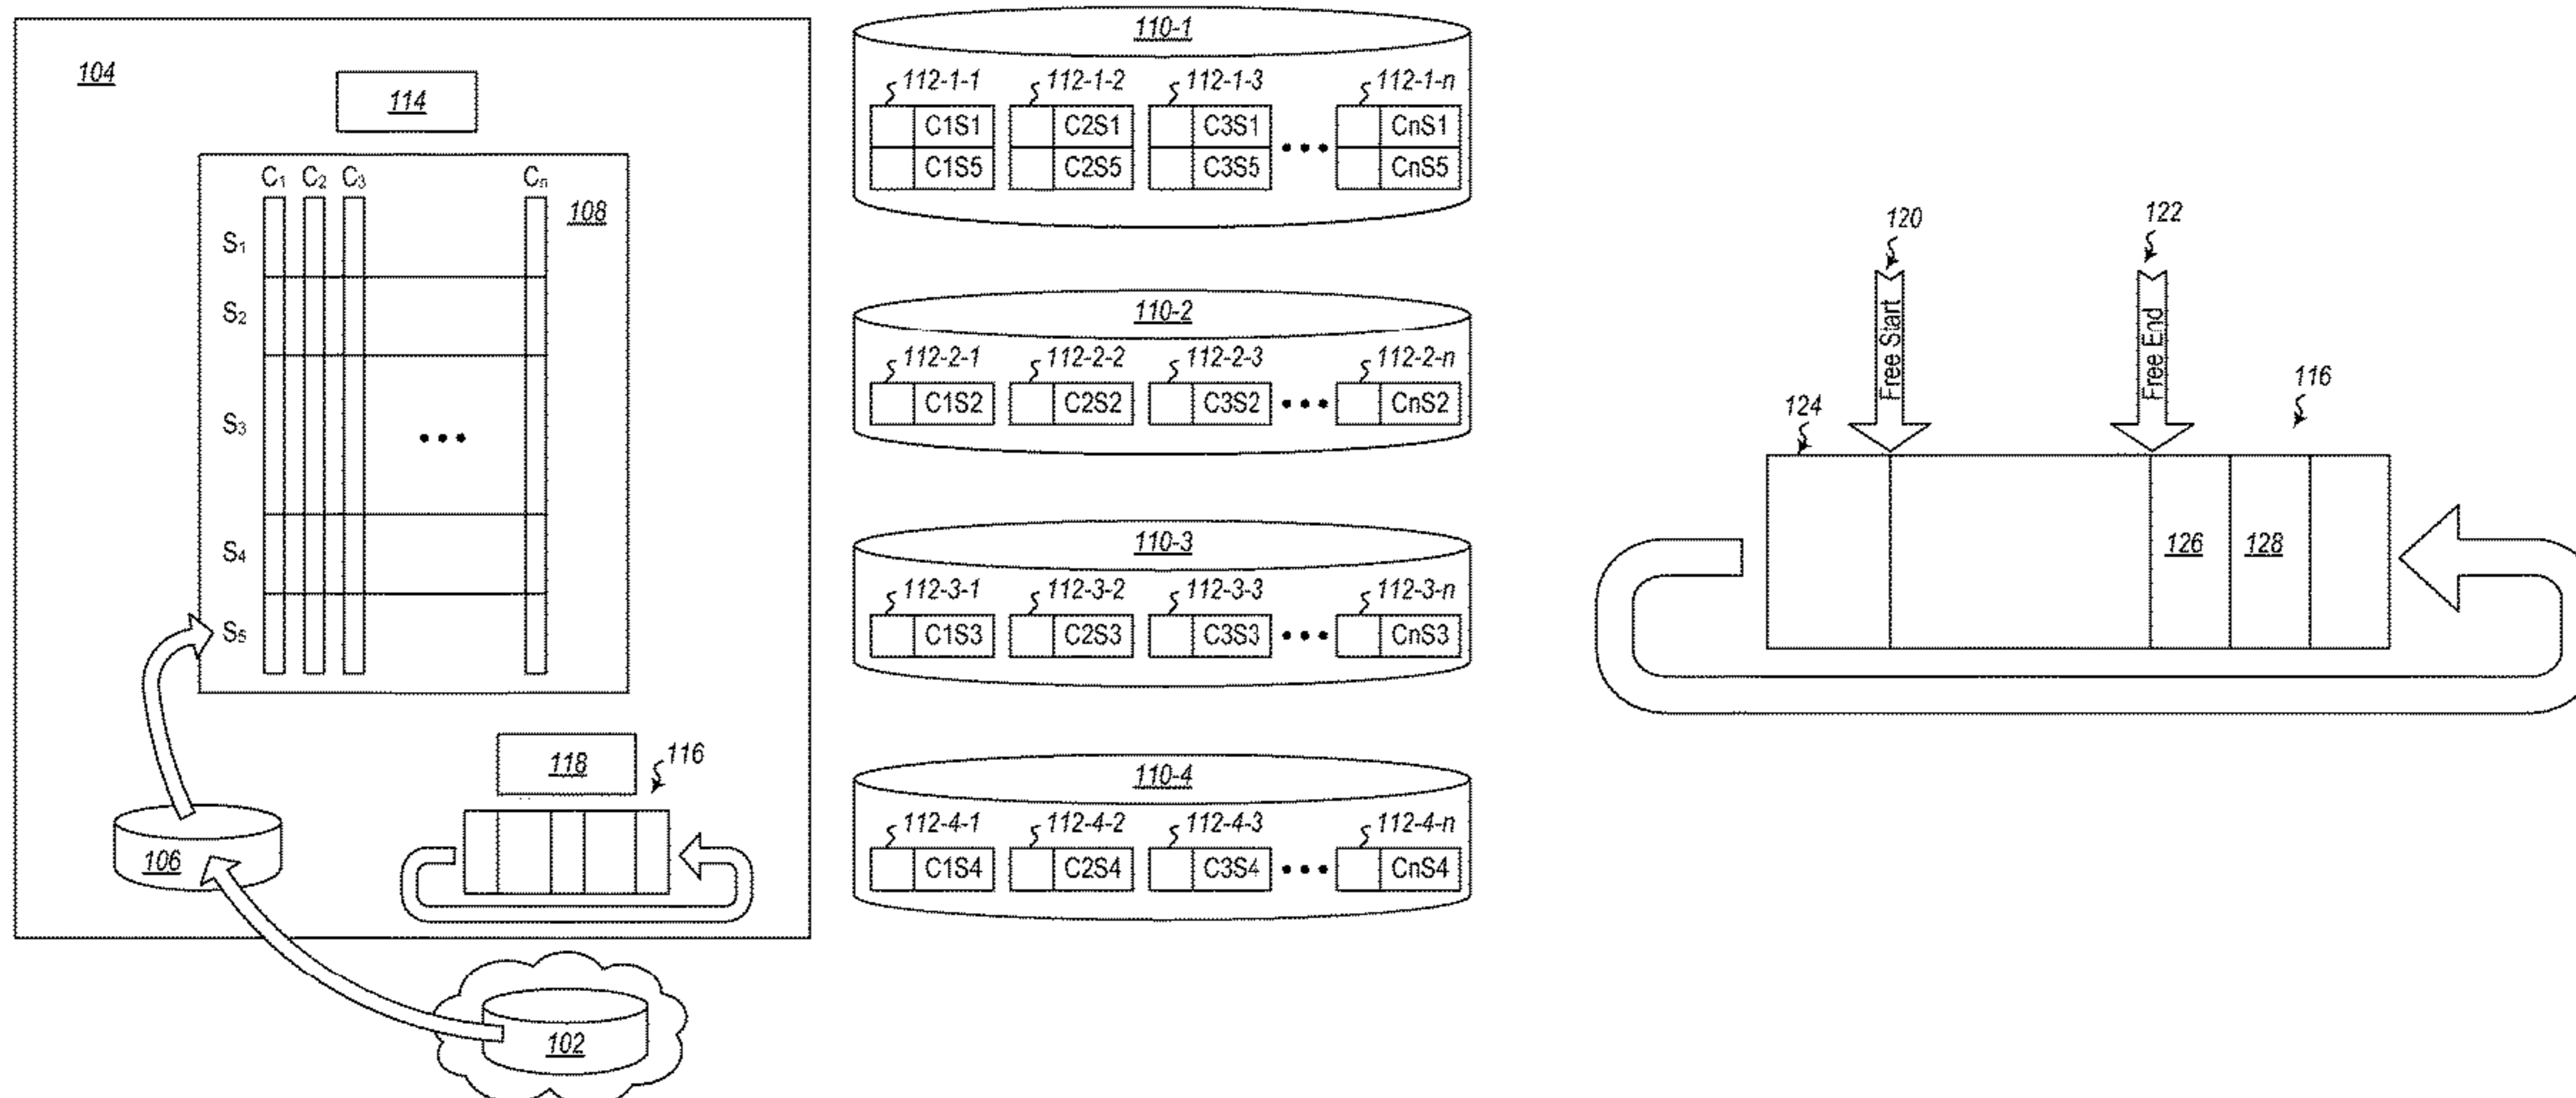 104
114
C1 C2 C3 Cn
108
S1
S2
S3
S4
S5
118
116
106
102
110-1
112-1-1 112-1-2 112-1-3 112-1-n
C1S1 C2S1 C3S1 CnS1
C1S5 C2S5 C3S5 CnS5
110-2
112-2-1 112-2-2 112-2-3 112-2-n
C1S2 C2S2 C3S2 CnS2
110-3
112-3-1 112-3-2 112-3-3 112-3-n
C1S3 C2S3 C3S3 CnS3
110-4
112-4-1 112-4-2 112-4-3 112-4-n
C1S4 C2S4 C3S4 CnS4
120
122
Free Start
Free End
116
124
126
128